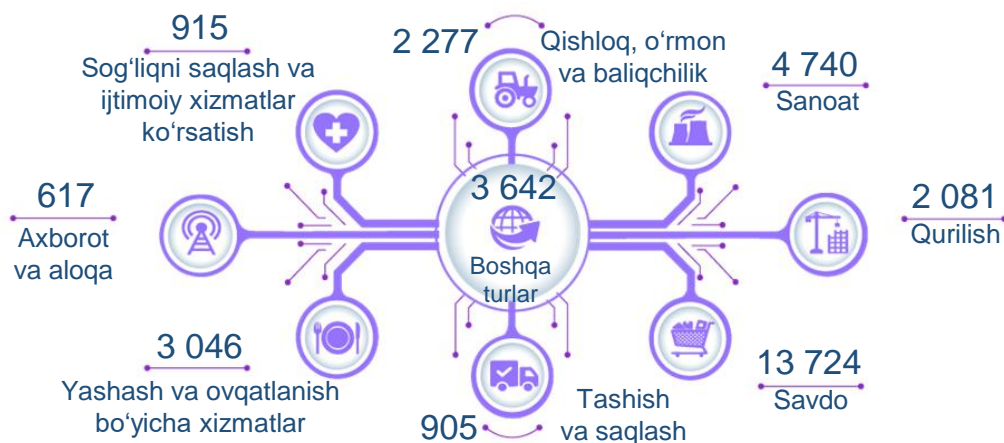 915
Sog‘liqni saqlash va
ijtimoiy xizmatlar
ko‘rsatish
2 277
Qishloq, o‘rmon
va baliqchilik
4 740
Sanoat
617
Axborot
va aloqa
3 642
Boshqa
turlar
2 081
Qurilish
3 046
Yashash va ovqatlanish
bo‘yicha xizmatlar
905
Tashish
va saqlash
13 724
Savdo